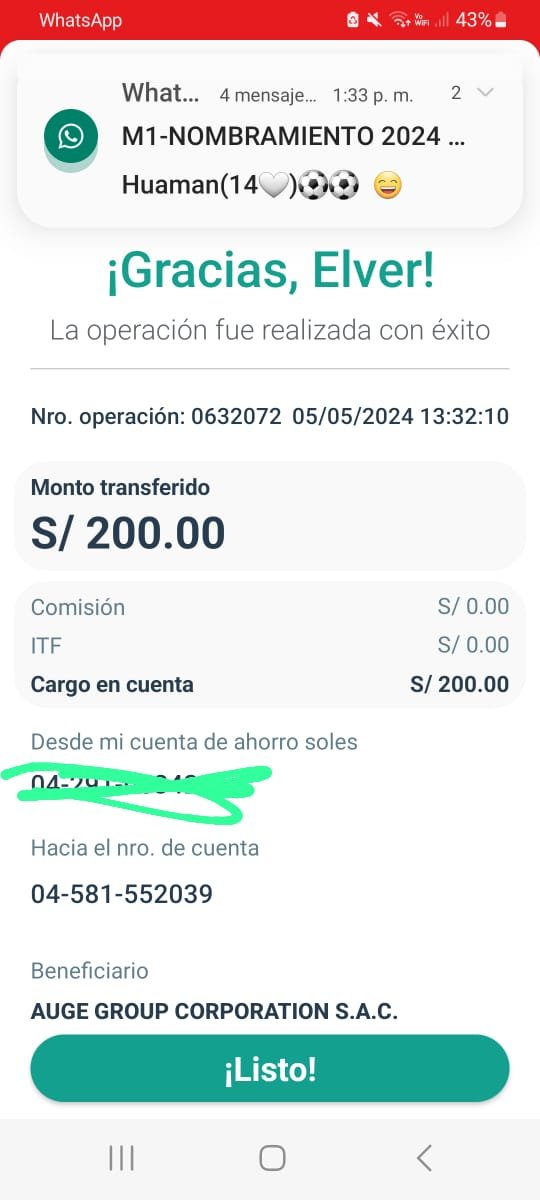 WhatsApp 43%
What... 4 mensaje... 1:33 p. m. 2
M1-NOMBRAMIENTO 2024 ...
Huaman(14🤍)⚽⚽ 😄
¡Gracias, Elver!
La operación fue realizada con éxito
Nro. operación: 0632072 05/05/2024 13:32:10
Monto transferido
S/ 200.00
Comisión S/ 0.00
ITF S/ 0.00
Cargo en cuenta S/ 200.00
Desde mi cuenta de ahorro soles
Hacia el nro. de cuenta
04-581-552039
Beneficiario
AUGE GROUP CORPORATION S.A.C.
¡Listo!